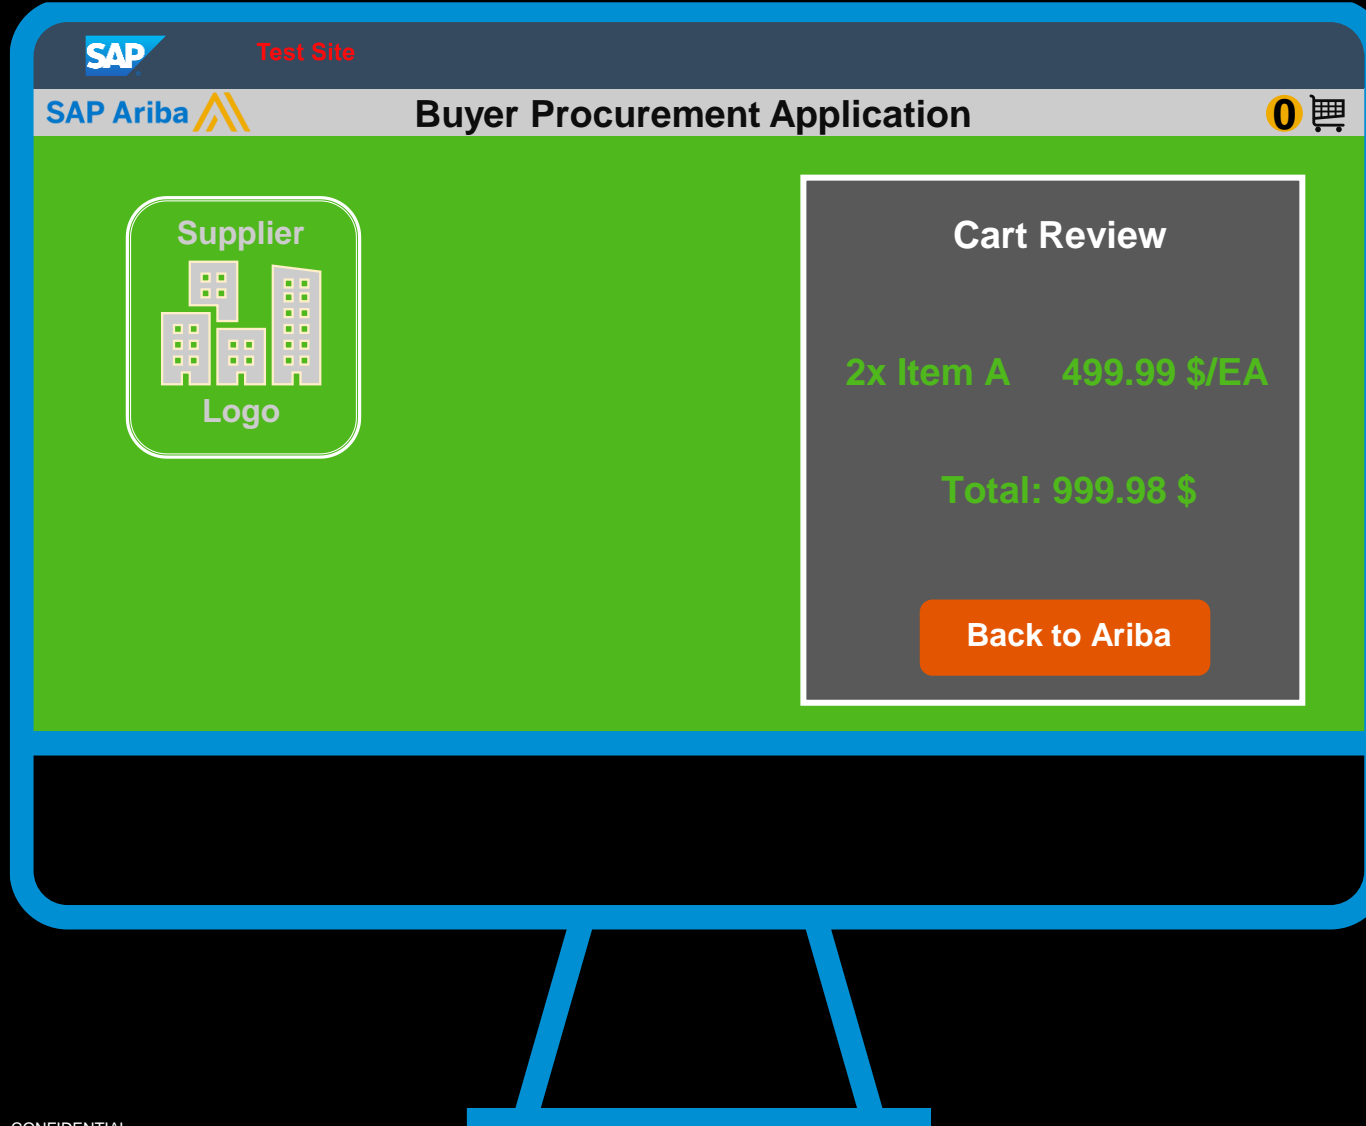 SAP
Test Site
SAP Ariba
Buyer Procurement Application
0
Supplier
Logo
Cart Review
2x Item A 499.99 $/EA
Total: 999.98 $
Back to Ariba
CONFIDENTIAL